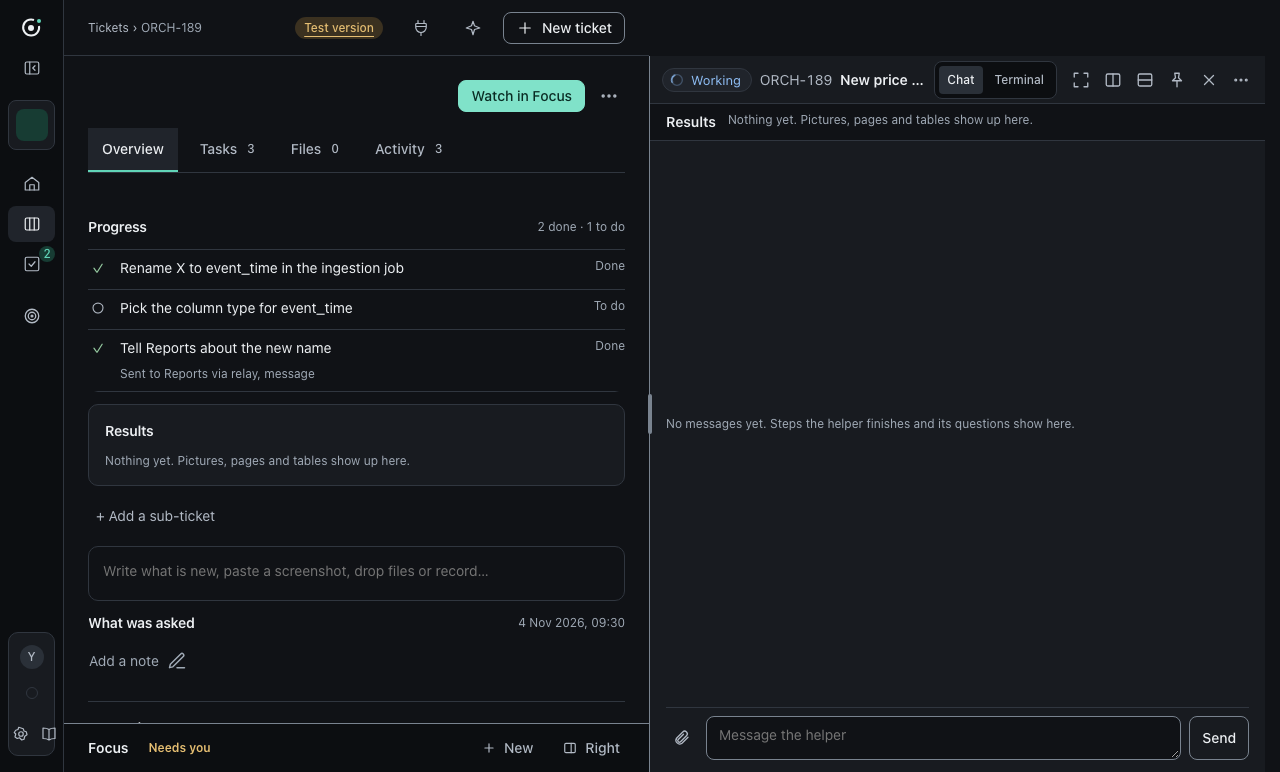 Tickets › ORCH-189
Test version
New ticket
Watch in Focus
Overview
Tasks 3
Files 0
Activity 3
Progress
2 done · 1 to do
Rename X to event_time in the ingestion job
Done
Pick the column type for event_time
To do
Tell Reports about the new name
Done
Sent to Reports via relay, message
Results
Nothing yet. Pictures, pages and tables show up here.
+ Add a sub-ticket
Write what is new, paste a screenshot, drop files or record...
What was asked
4 Nov 2026, 09:30
Add a note
Focus
Needs you
New
Right
2
Y
Working
ORCH-189 New price ...
Chat
Terminal
Results
Nothing yet. Pictures, pages and tables show up here.
No messages yet. Steps the helper finishes and its questions show here.
Message the helper
Send